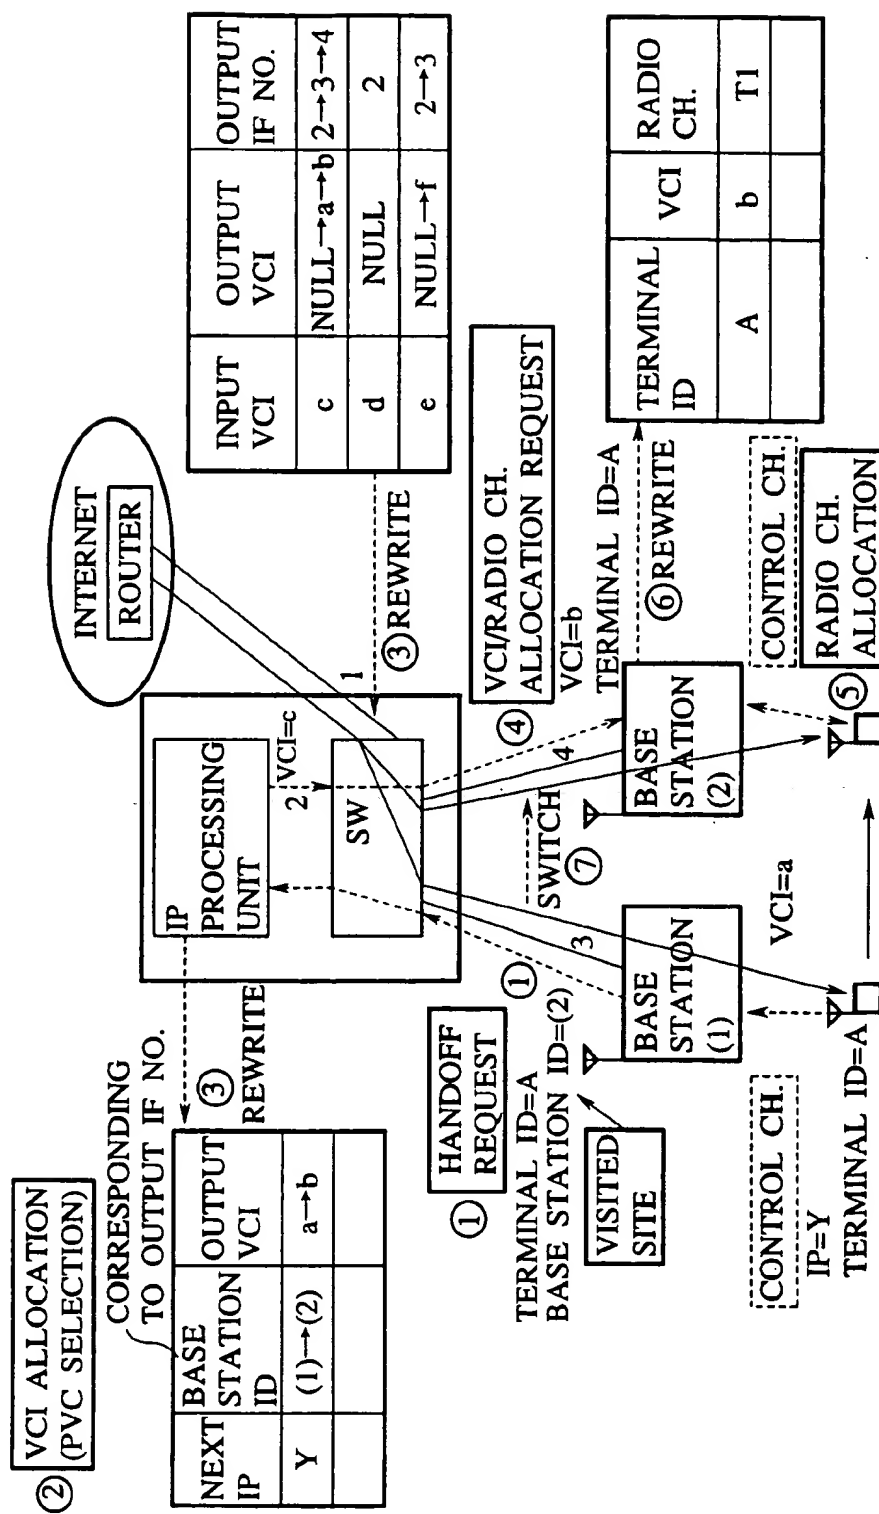 ② VCI ALLOCATION
(PVC SELECTION)
CORRESPONDING
TO OUTPUT IF NO.
NEXT
IP
BASE
STATION
ID
OUTPUT
VCI
Y
(1)→(2)
a→b
③
REWRITE
INTERNET
ROUTER
IP
PROCESSING
UNIT
2
VCI=c
SW
1
③ REWRITE
INPUT
VCI
OUTPUT
VCI
OUTPUT
IF NO.
c
NULL→a→b
2→3→4
d
NULL
2
e
NULL→f
2→3
① HANDOFF
REQUEST
TERMINAL ID=A
BASE STATION ID=(2)
VISITED
SITE
①
3
SWITCH
⑦
4
④ VCI/RADIO CH.
ALLOCATION REQUEST
VCI=b
TERMINAL ID=A
⑥ REWRITE
BASE
STATION
(1)
BASE
STATION
(2)
TERMINAL
ID
VCI
RADIO
CH.
A
b
T1
CONTROL CH.
IP=Y
TERMINAL ID=A
VCI=a
CONTROL CH.
⑤ RADIO CH.
ALLOCATION